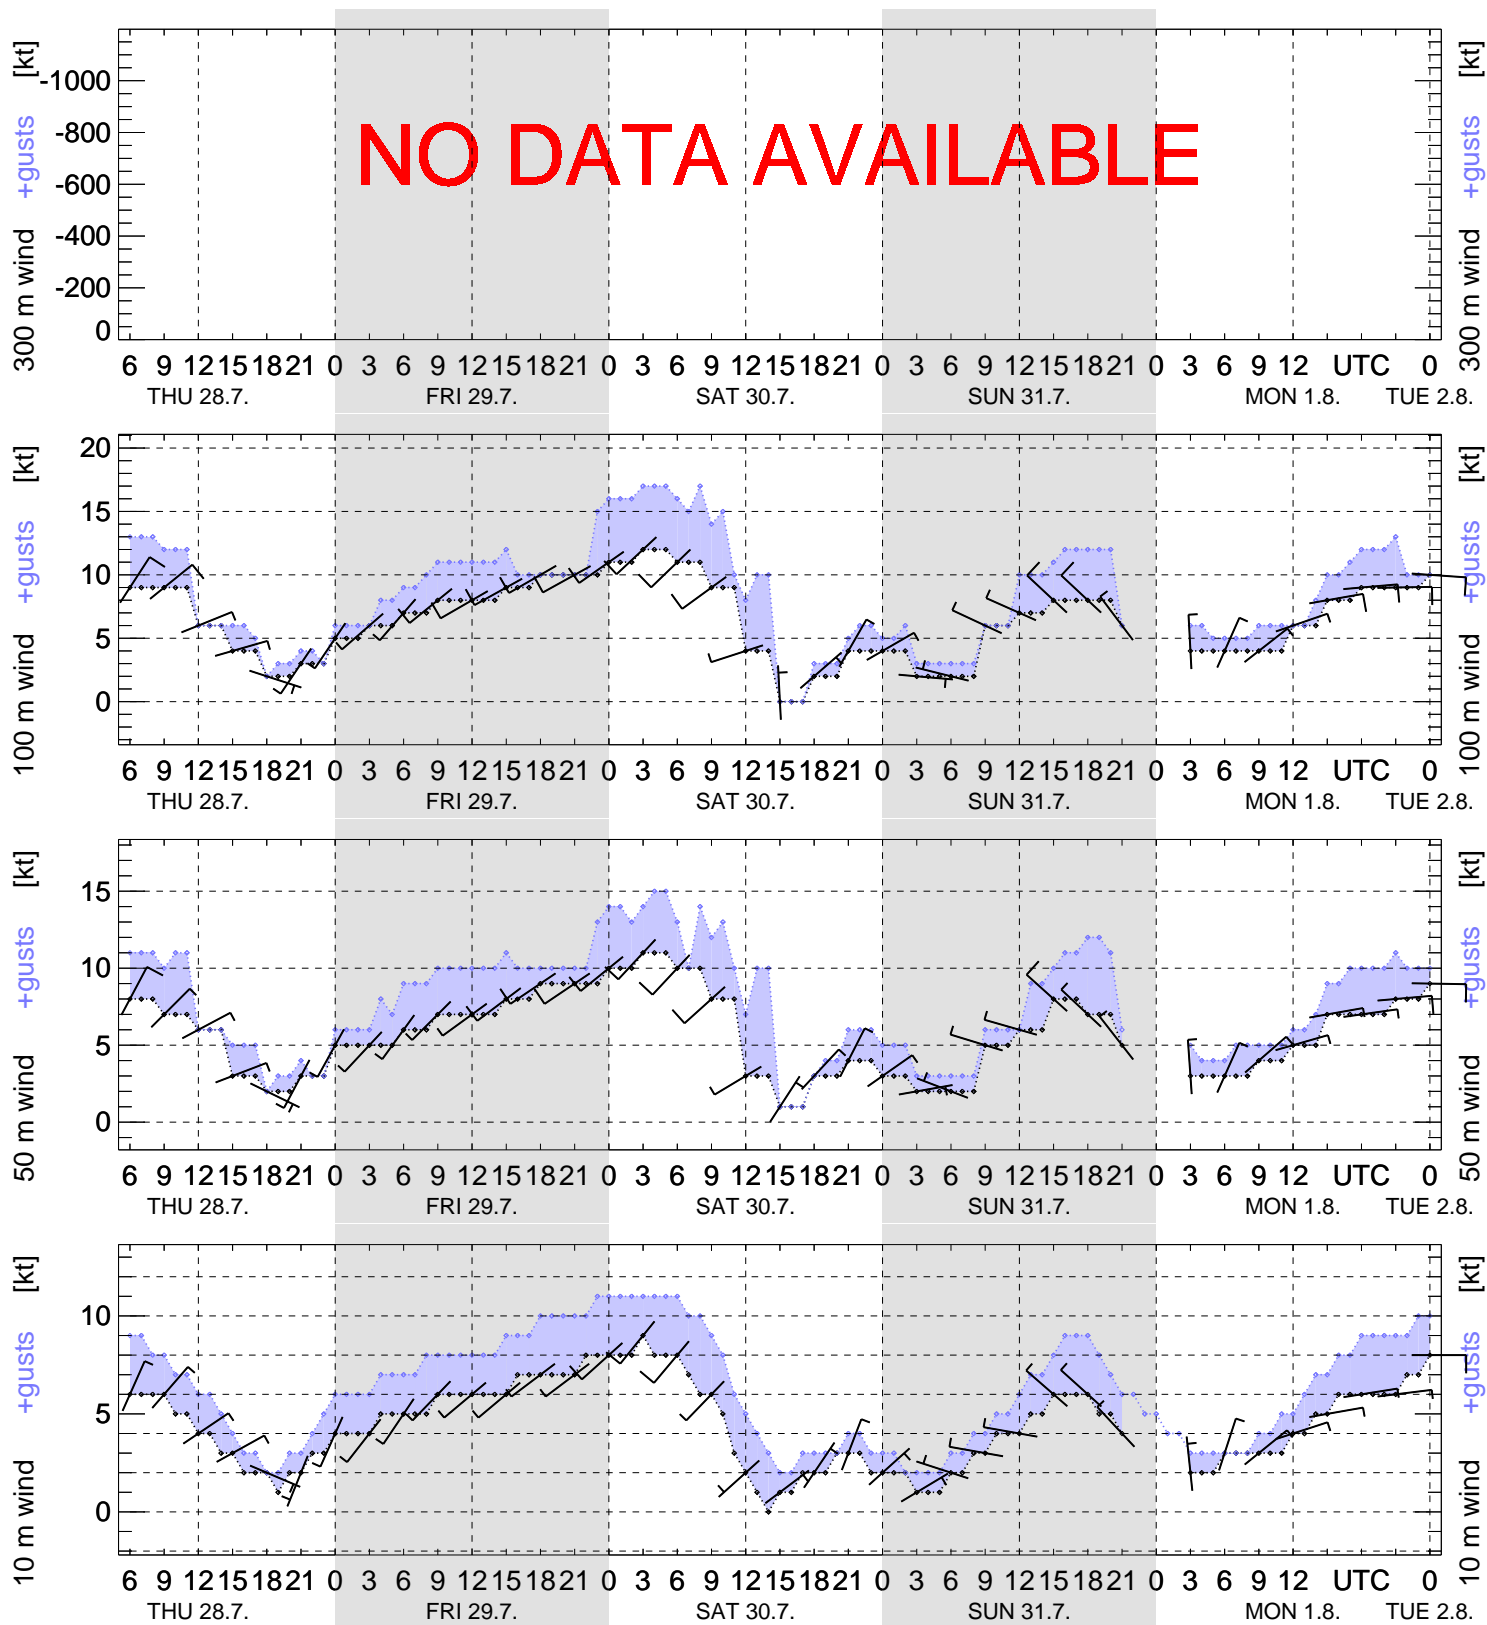 300 m wind +gusts [kt]
-1000
-800
-600
-400
-200
0
NO DATA AVAILABLE
300 m wind +gusts [kt]
6 9 12 15 18 21 0 3 6 9 12 15 18 21 0 3 6 9 12 15 18 21 0 3 6 9 12 15 18 21 0 3 6 9 12 UTC 0
THU 28.7. FRI 29.7. SAT 30.7. SUN 31.7. MON 1.8. TUE 2.8.
100 m wind +gusts [kt]
20
15
10
5
0
100 m wind +gusts [kt]
6 9 12 15 18 21 0 3 6 9 12 15 18 21 0 3 6 9 12 15 18 21 0 3 6 9 12 15 18 21 0 3 6 9 12 UTC 0
THU 28.7. FRI 29.7. SAT 30.7. SUN 31.7. MON 1.8. TUE 2.8.
50 m wind +gusts [kt]
15
10
5
0
50 m wind +gusts [kt]
6 9 12 15 18 21 0 3 6 9 12 15 18 21 0 3 6 9 12 15 18 21 0 3 6 9 12 15 18 21 0 3 6 9 12 UTC 0
THU 28.7. FRI 29.7. SAT 30.7. SUN 31.7. MON 1.8. TUE 2.8.
10 m wind +gusts [kt]
10
5
0
10 m wind +gusts [kt]
6 9 12 15 18 21 0 3 6 9 12 15 18 21 0 3 6 9 12 15 18 21 0 3 6 9 12 15 18 21 0 3 6 9 12 UTC 0
THU 28.7. FRI 29.7. SAT 30.7. SUN 31.7. MON 1.8. TUE 2.8.